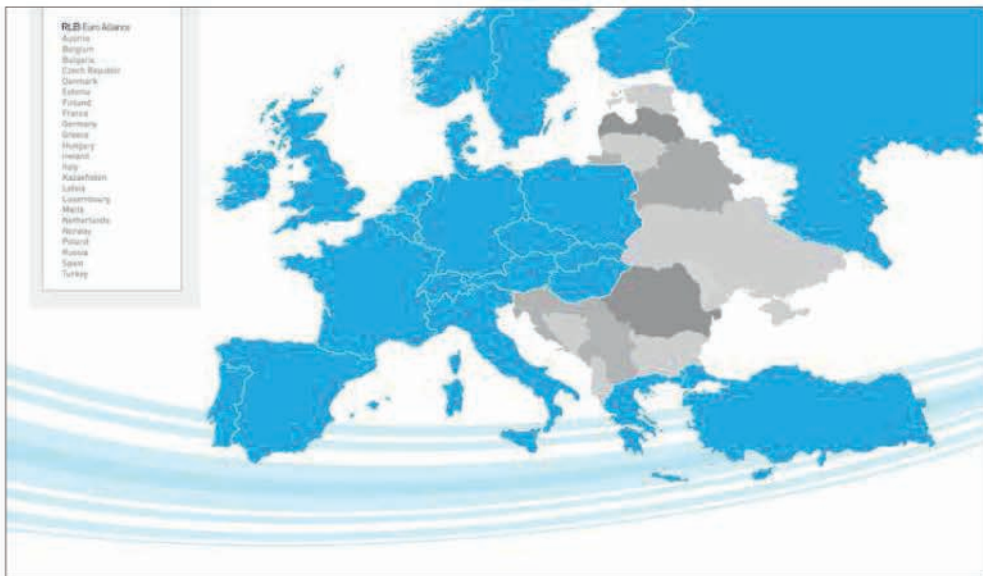 RLB Euro Alliance
Austria
Belgium
Bulgaria
Czech Republic
Denmark
Estonia
Finland
France
Germany
Greece
Hungary
Ireland
Italy
Kazakhstan
Latvia
Luxembourg
Malta
Netherlands
Norway
Poland
Russia
Spain
Turkey